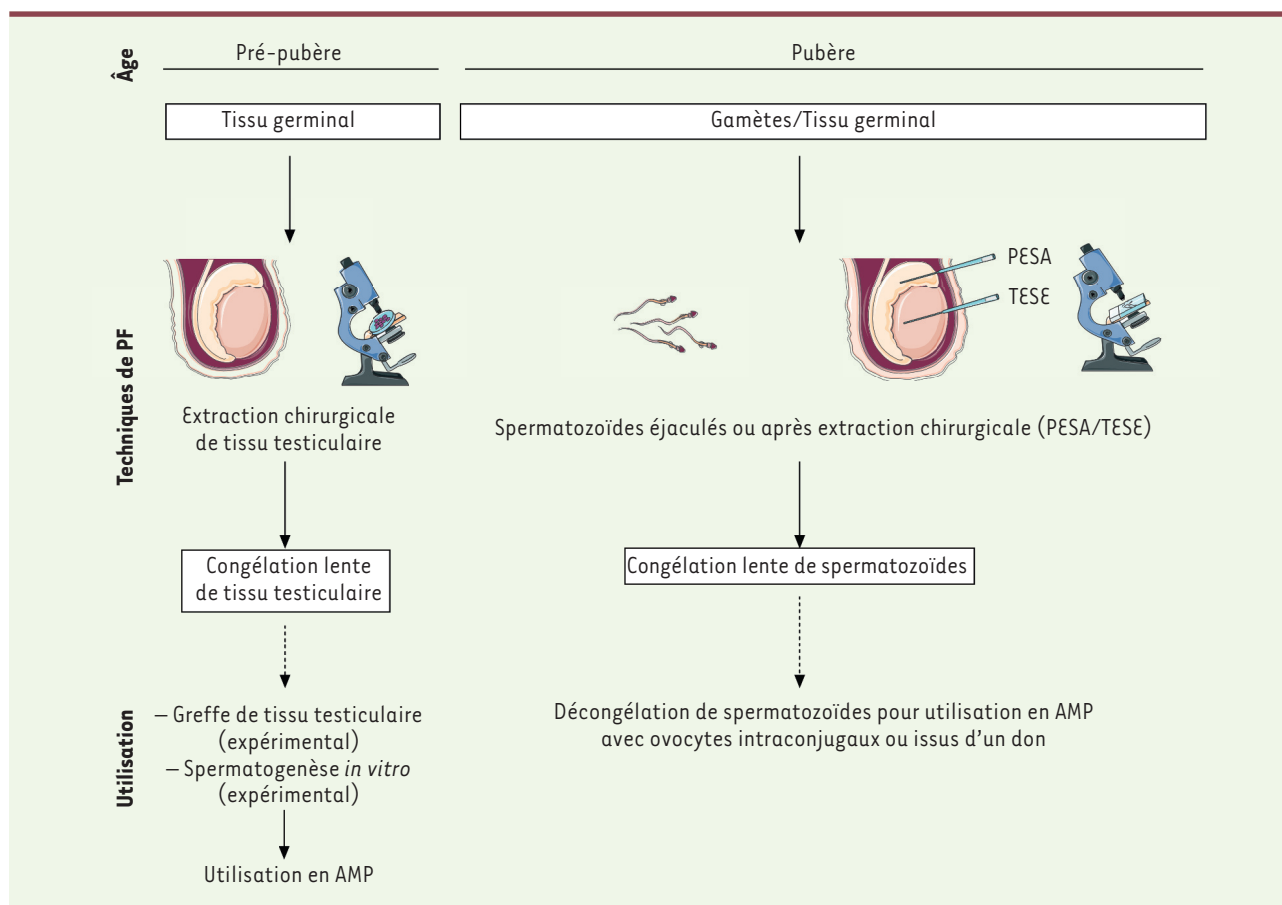 Âge
Pré-pubère
Pubère
Tissu germinal
Gamètes/Tissu germinal
Techniques de PF
PESA
TESE
Extraction chirurgicale
de tissu testiculaire
Spermatozoïdes éjaculés ou après extraction chirurgicale (PESA/TESE)
Congélation lente
de tissu testiculaire
Congélation lente de spermatozoïdes
Utilisation
– Greffe de tissu testiculaire
(expérimental)
– Spermatogenèse in vitro
(expérimental)
Décongélation de spermatozoïdes pour utilisation en AMP
avec ovocytes intraconjugaux ou issus d’un don
Utilisation en AMP